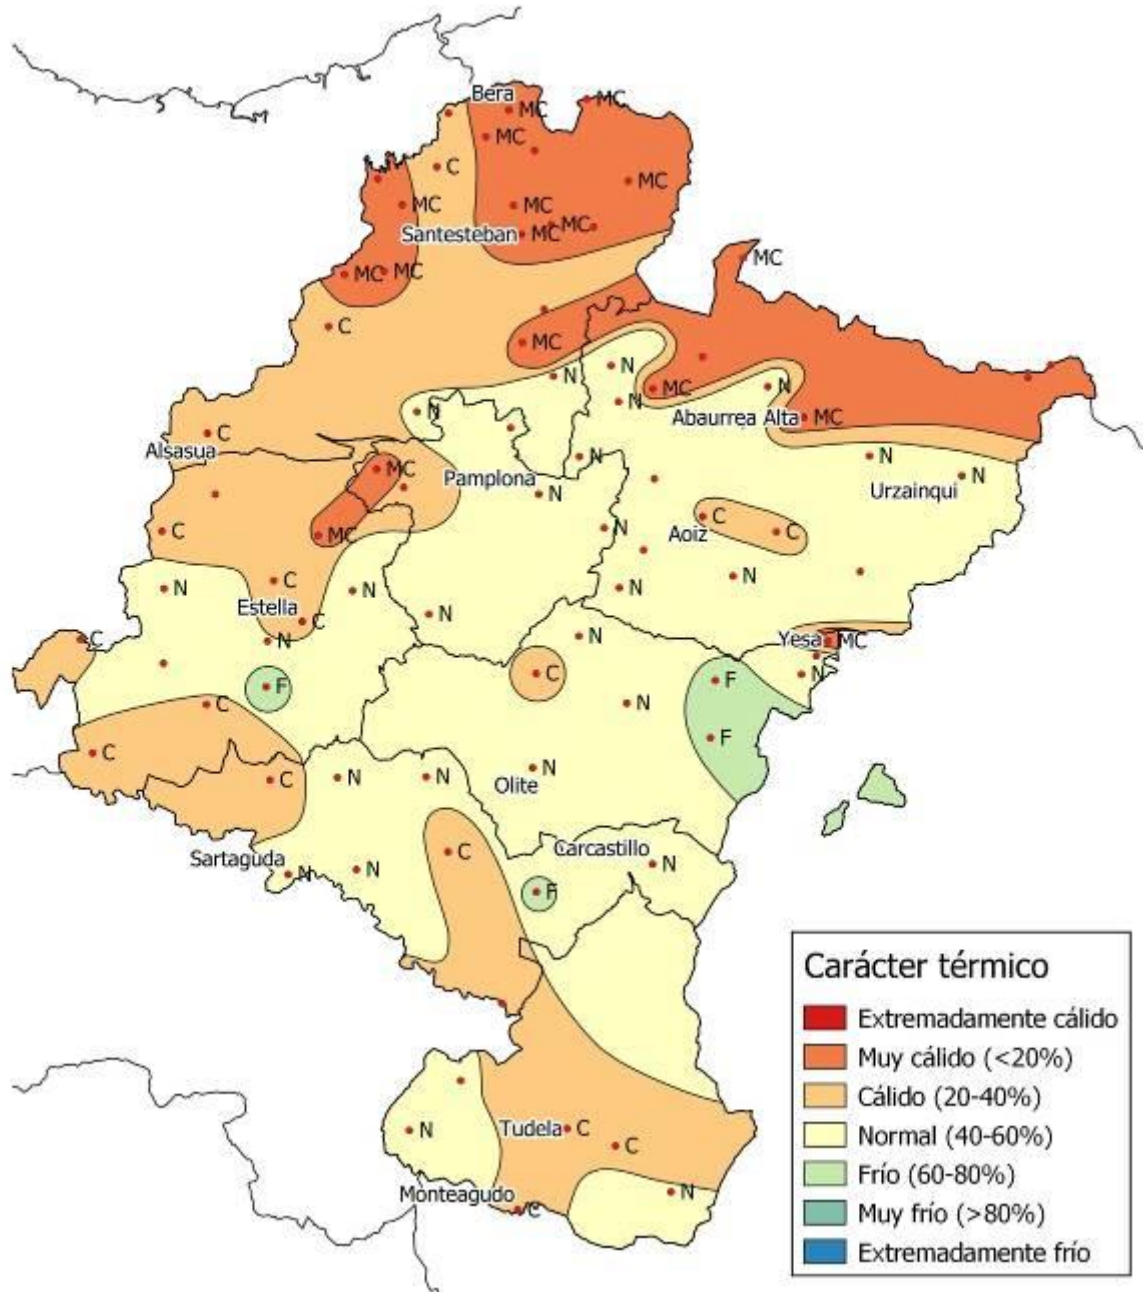 Bera
MC
MC
MC
C
MC
MC
MC
MC
Santesteban
MC
MC
MC
MC
C
MC
N
N
MC
N
N
N
Abaurrea Alta
MC
C
Alsasua
N
N
MC
Pamplona
N
N
Urzainqui
C
N
C
Aoiz
C
MC
C
N
N
N
N
Estella
C
N
N
C
N
Yesa
MC
C
N
F
F
C
N
F
C
C
N
N
N
Olite
C
Carcastillo
N
Sartaguda
N
N
F
N
Tudela
C
C
Monteagudo
C
N
Carácter térmico
Extremadamente cálido
Muy cálido (<20%)
Cálido (20-40%)
Normal (40-60%)
Frío (60-80%)
Muy frío (>80%)
Extremadamente frío